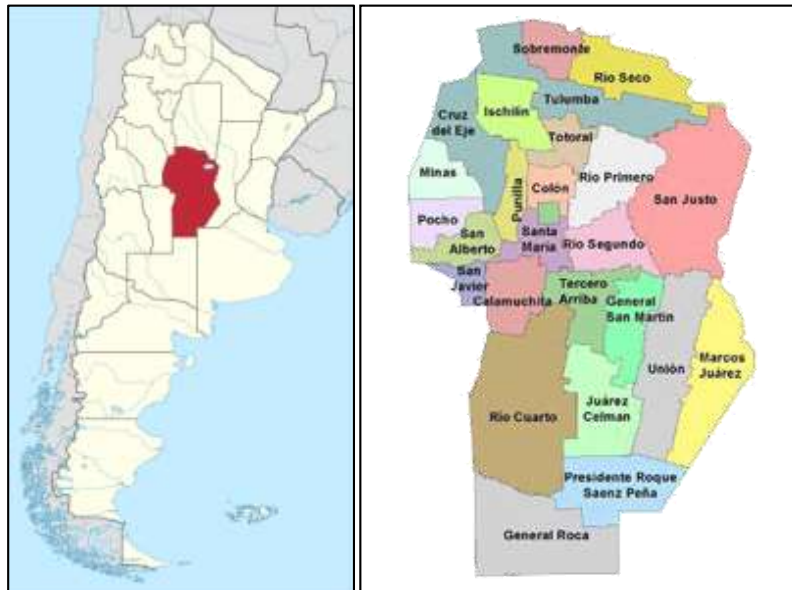 Sobremonte
Rio Seco
Tulumba
Ischilin
Cruz
del Eje
Totoral
Minas
Punilla
Colón
Rio Primero
San Justo
Pocho
San
Alberto
Santa
Maria
Rio Segundo
San
Javier
Calamuchita
Tercero
Arriba
General
San Martin
Unión
Marcos
Juárez
Rio Cuarto
Juárez
Celman
Presidente Roque
Saenz Peña
General Roca